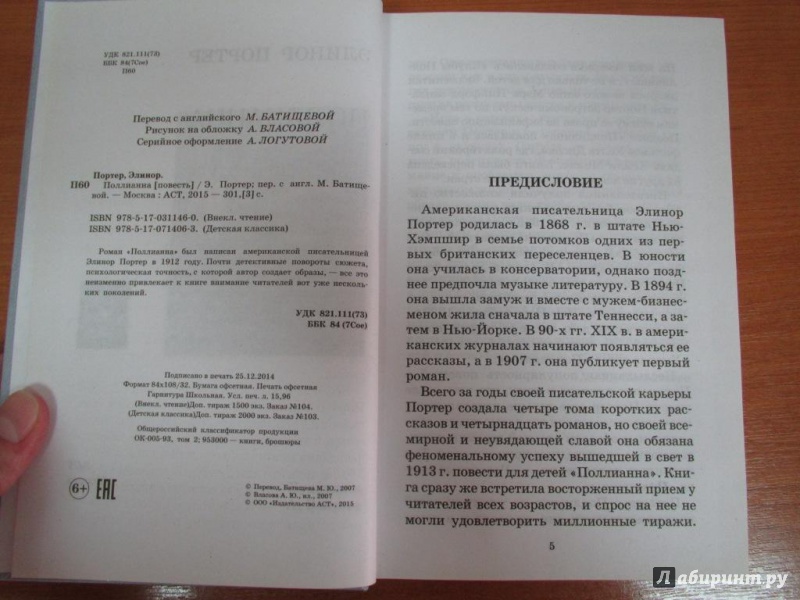 УДК 821.111(73)
ББК 84(7Сое)
П60
Перевод с английского М. БАТИЩЕВОЙ
Рисунок на обложку А. ВЛАСОВОЙ
Серийное оформление А. ЛОГУТОВОЙ
Портер, Элинор.
П60 Поллианна [повесть] / Э. Портер; пер. с англ. М. Батище-
вой. — Москва : АСТ, 2015 — 301,[3] с.
ISBN 978-5-17-031146-0. (Внекл. чтение)
ISBN 978-5-17-071406-3. (Детская классика)
Роман «Поллианна» был написан американской писательницей
Элинор Портер в 1912 году. Почти детективные повороты сюжета,
психологическая точность, с которой автор создает образы, — все это
неизменно привлекает к книге внимание читателей вот уже несколь-
ких поколений.
УДК 821.111(73)
ББК 84 (7Сое)
Подписано в печать 25.12.2014
Формат 84х108/32. Бумага офсетная. Печать офсетная
Гарнитура Школьная. Усл. печ. л. 15,96
(Внекл. чтение)Доп. тираж 1500 экз. Заказ №104.
(Детская классика)Доп. тираж 2000 экз. Заказ №103.
Общероссийский классификатор продукции
ОК-005-93, том 2; 953000 — книги, брошюры
6+ EAC
© Перевод, Батищева М. Ю., 2007
© Власова А. Ю., ил., 2007
© ООО «Издательство АСТ», 2015
ЭЛИНОР ПОРТЕР
ПРЕДИСЛОВИЕ
Американская писательница Элинор
Портер родилась в 1868 г. в штате Нью-
Хэмпшир в семье потомков одних из пер-
вых британских переселенцев. В юности
она училась в консерватории, однако позд-
нее предпочла музыке литературу. В 1894 г.
она вышла замуж и вместе с мужем-бизнес-
меном жила сначала в штате Теннесси, а за-
тем в Нью-Йорке. В 90-х гг. XIX в. в амери-
канских журналах начинают появляться ее
рассказы, а в 1907 г. она публикует первый
роман.
Всего за годы своей писательской карьеры
Портер создала четыре тома коротких рас-
сказов и четырнадцать романов, но своей все-
мирной и неувядающей славой она обязана
феноменальному успеху вышедшей в свет в
1913 г. повести для детей «Поллианна». Кни-
га сразу же встретила восторженный прием у
читателей всех возрастов, и спрос на нее не
могли удовлетворить миллионные тиражи.
5
Лабиринт.ру